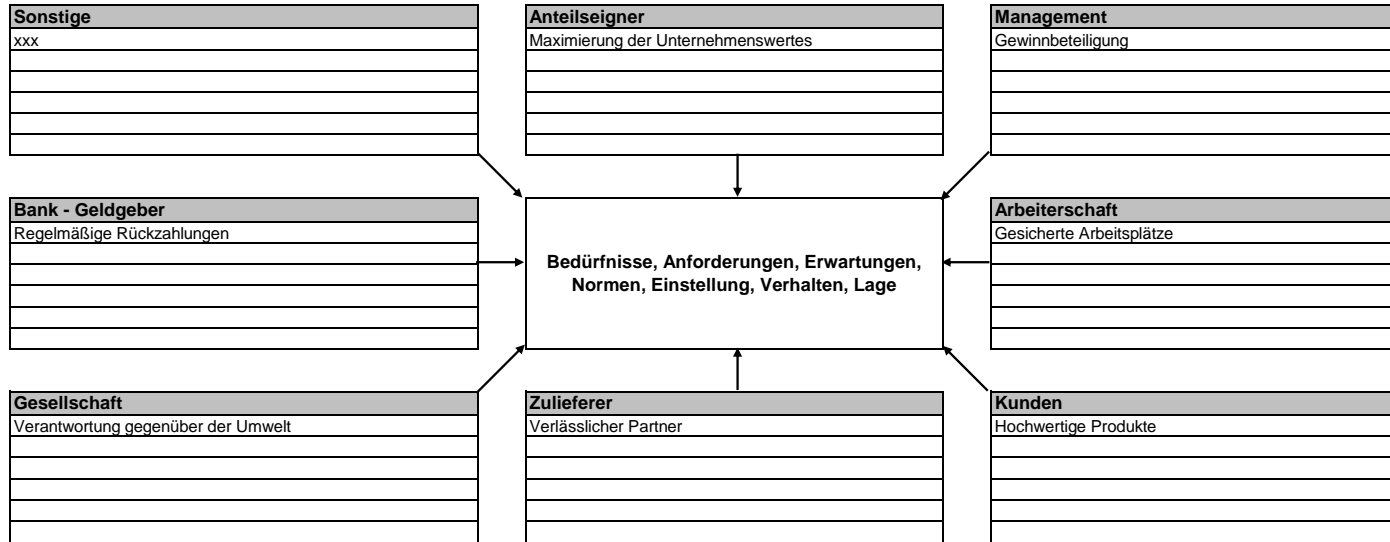 Sonstige
xxx
Anteilseigner
Maximierung der Unternehmenswertes
Management
Gewinnbeteiligung
Bank - Geldgeber
Regelmäßige Rückzahlungen
Bedürfnisse, Anforderungen, Erwartungen,
Normen, Einstellung, Verhalten, Lage
Arbeiterschaft
Gesicherte Arbeitsplätze
Gesellschaft
Verantwortung gegenüber der Umwelt
Zulieferer
Verlässlicher Partner
Kunden
Hochwertige Produkte